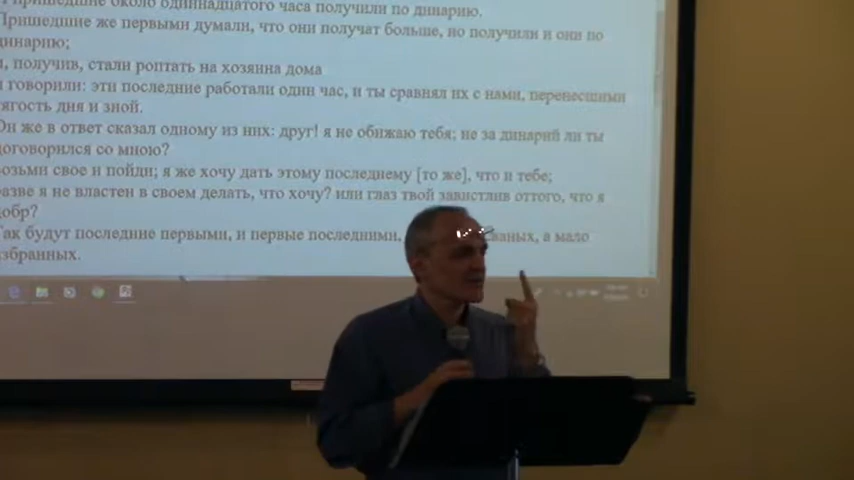 пришедшие около одиннадцатого часа получили по динарию.
Пришедшие же первыми думали, что они получат больше, но получили и они по
динарию;
и, получив, стали роптать на хозяина дома
и говорили: эти последние работали один час, и ты сравнял их с нами, перенесшими
тягость дня и зной.
Он же в ответ сказал одному из них: друг! я не обижаю тебя; не за динарий ли ты
договорился со мною?
возьми свое и пойди; я же хочу дать этому последнему [то же], что и тебе;
разве я не властен в своем делать, что хочу? или глаз твой завистлив оттого, что я
добр?
Так будут последние первыми, и первые последними, званых, а мало
избранных.